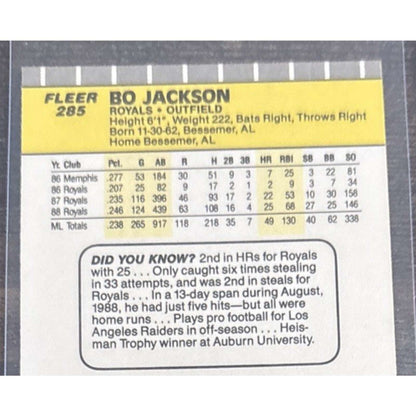 FLEER
285
BO JACKSON
ROYALS • OUTFIELD
Height 6'1", Weight 222, Bats Right, Throws Right
Born 11-30-62, Bessemer, AL
Home Bessemer, AL
Yr. Club Pct. G AB R H 2B 3B HR RBI SB BB SO
86 Memphis .277 53 184 30 51 9 3 7 25 3 22 81
86 Royals .207 25 82 9 17 2 1 2 9 3 7 34
87 Royals .235 116 396 46 93 17 2 22 53 10 30 158
88 Royals .246 124 439 63 108 16 4 25 68 27 25 146
ML Totals .238 265 917 118 218 35 7 49 130 40 62 338
DID YOU KNOW? 2nd in HRs for Royals
with 25 . . . Only caught six times stealing
in 33 attempts, and was 2nd in steals for
Royals . . . In a 13-day span during August,
1988, he had just five hits—but all were
home runs . . . Plays pro football for Los
Angeles Raiders in off-season . . . Heis-
man Trophy winner at Auburn University.